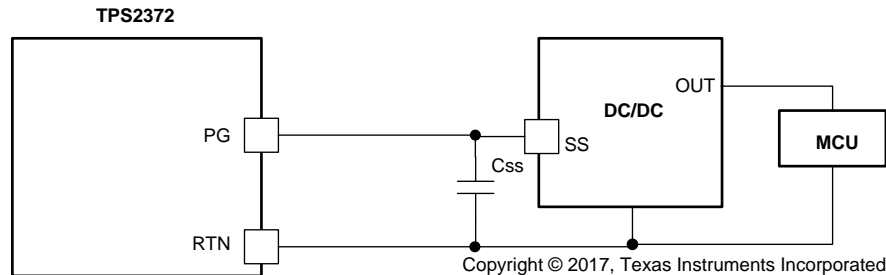 TPS2372
OUT
DC/DC
PG
SS
MCU
Css
RTN
Copyright © 2017, Texas Instruments Incorporated